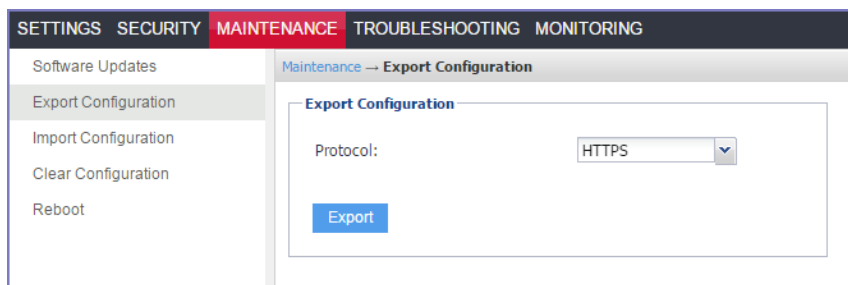 SETTINGS SECURITY MAINTENANCE TROUBLESHOOTING MONITORING
Software Updates
Export Configuration
Import Configuration
Clear Configuration
Reboot
Maintenance → Export Configuration
Export Configuration
Protocol: HTTPS
Export